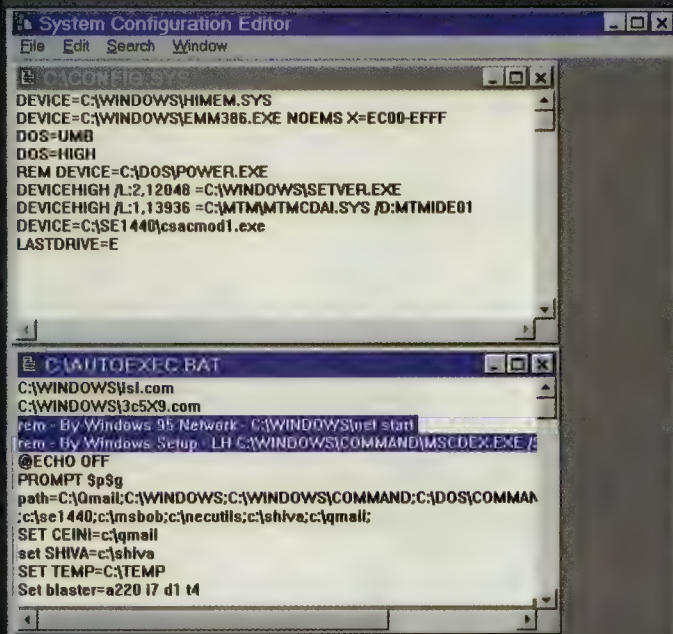 System Configuration Editor
File Edit Search Window
C:\CONFIG.SYS
DEVICE=C:\WINDOWS\HIMEM.SYS
DEVICE=C:\WINDOWS\EMM386.EXE NOEMS X=EC00-EFFF
DOS=UMB
DOS=HIGH
REM DEVICE=C:\DOS\POWER.EXE
DEVICEHIGH /L:2,12048 =C:\WINDOWS\SETVER.EXE
DEVICEHIGH /L:1,13936 =C:\MTM\MTMCDAI.SYS /D:MTMIDE01
DEVICE=C:\SE1440\csacmod1.exe
LASTDRIVE=E
C:\AUTOEXEC.BAT
C:\WINDOWS\lsl.com
C:\WINDOWS\3c5X9.com
rem - By Windows 95 Network - C:\WINDOWS\net start
rem - By Windows Setup - LH C:\WINDOWS\COMMAND\MSCDEX.EXE
@ECHO OFF
PROMPT $p$g
path=C:\Qmail;C:\WINDOWS;C:\WINDOWS\COMMAND;C:\DOS\COMMAN
;c:\se1440;c:\msbob;c:\necutils;c:\shiva;c:\qmail;
SET CEINI=c:\qmail
set SHIVA=c:\shiva
SET TEMP=C:\TEMP
Set blaster=a220 i7 d1 t4